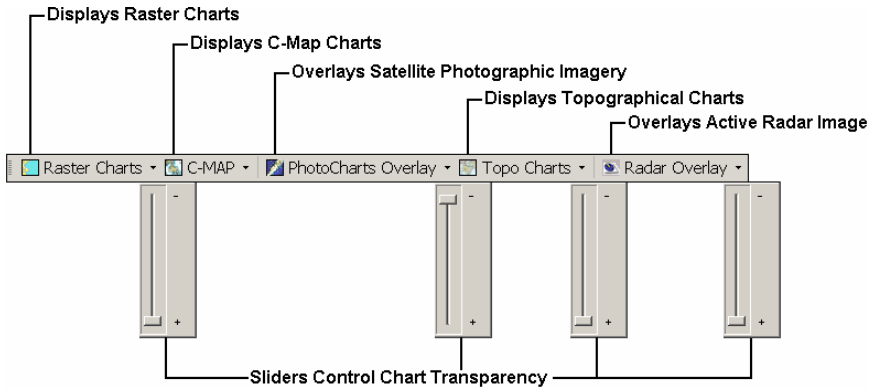 Displays Raster Charts
Displays C-Map Charts
Overlays Satellite Photographic Imagery
Displays Topographical Charts
Overlays Active Radar Image
Raster Charts C-MAP PhotoCharts Overlay Topo Charts Radar Overlay
- - - -
+ + + +
Sliders Control Chart Transparency